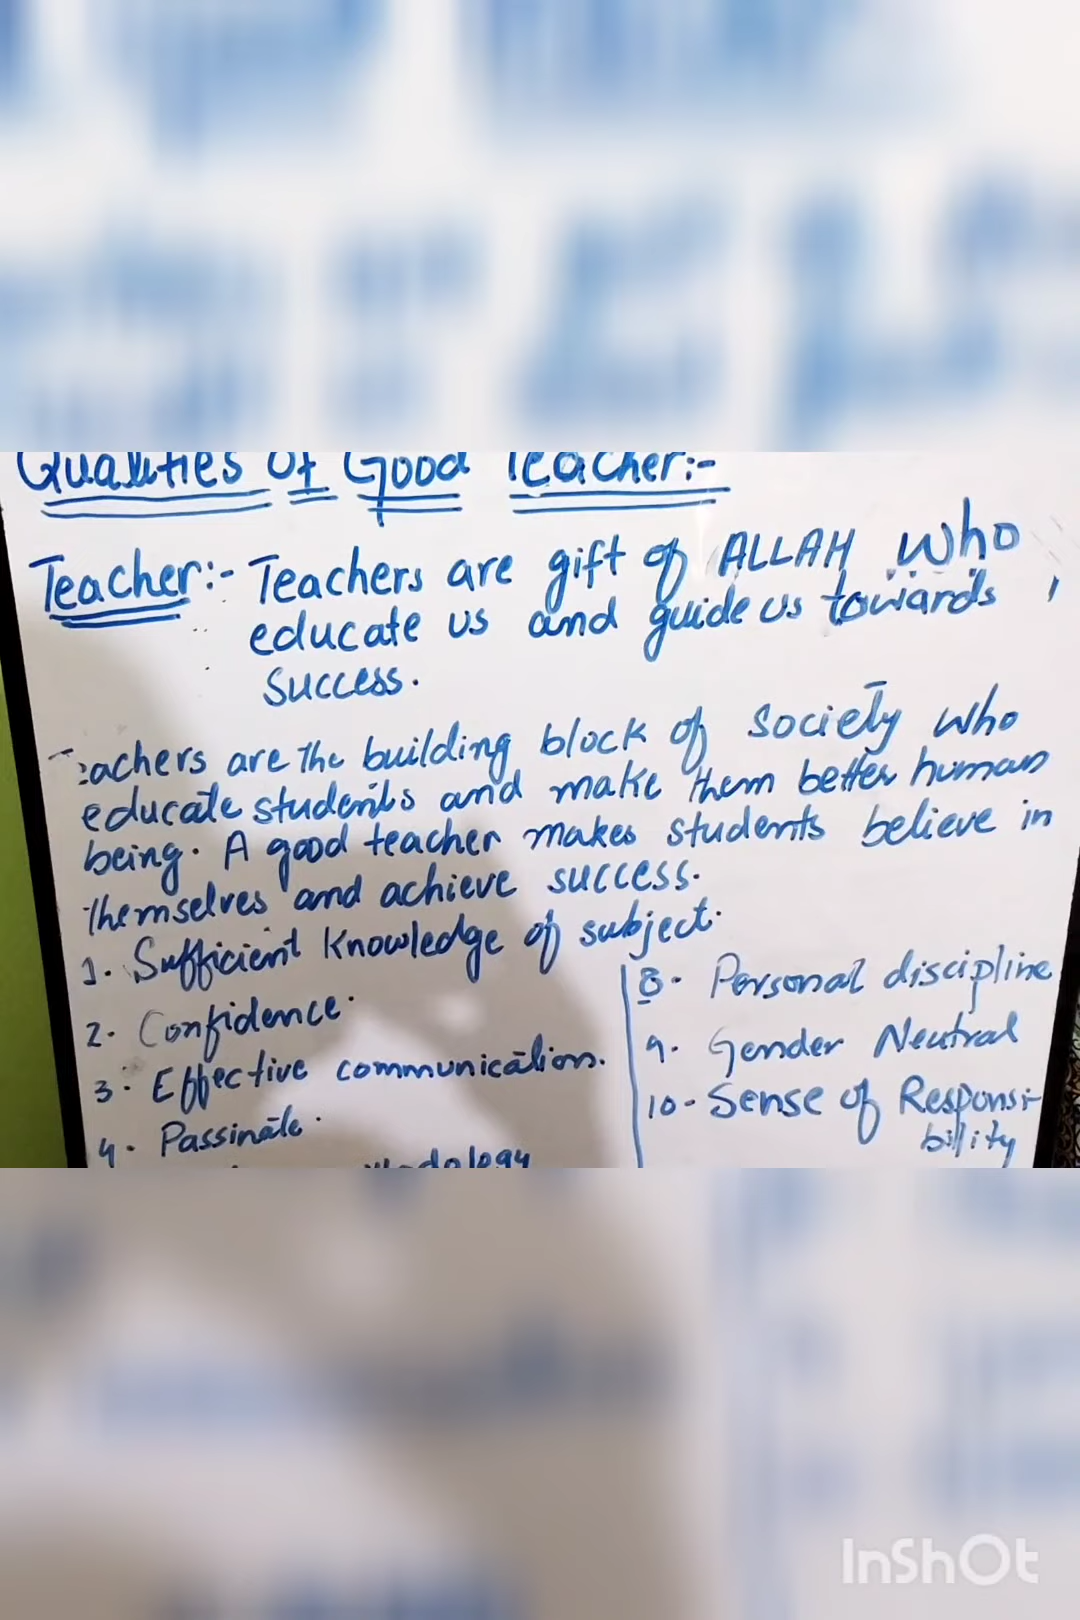 Qualities of Good Teacher:-
Teacher:- Teachers are gift of ALLAH who
educate us and guide us towards
success.
Teachers are the building block of society who
educate students and make them better human
being. A good teacher makes students believe in
themselves and achieve success.
1. Sufficient Knowledge of subject.
2. Confidence.
3. Effective communication.
4. Passinate.
8. Personal discipline
9. Gender Neutral
10- Sense of Responsi-
bility
InShOt